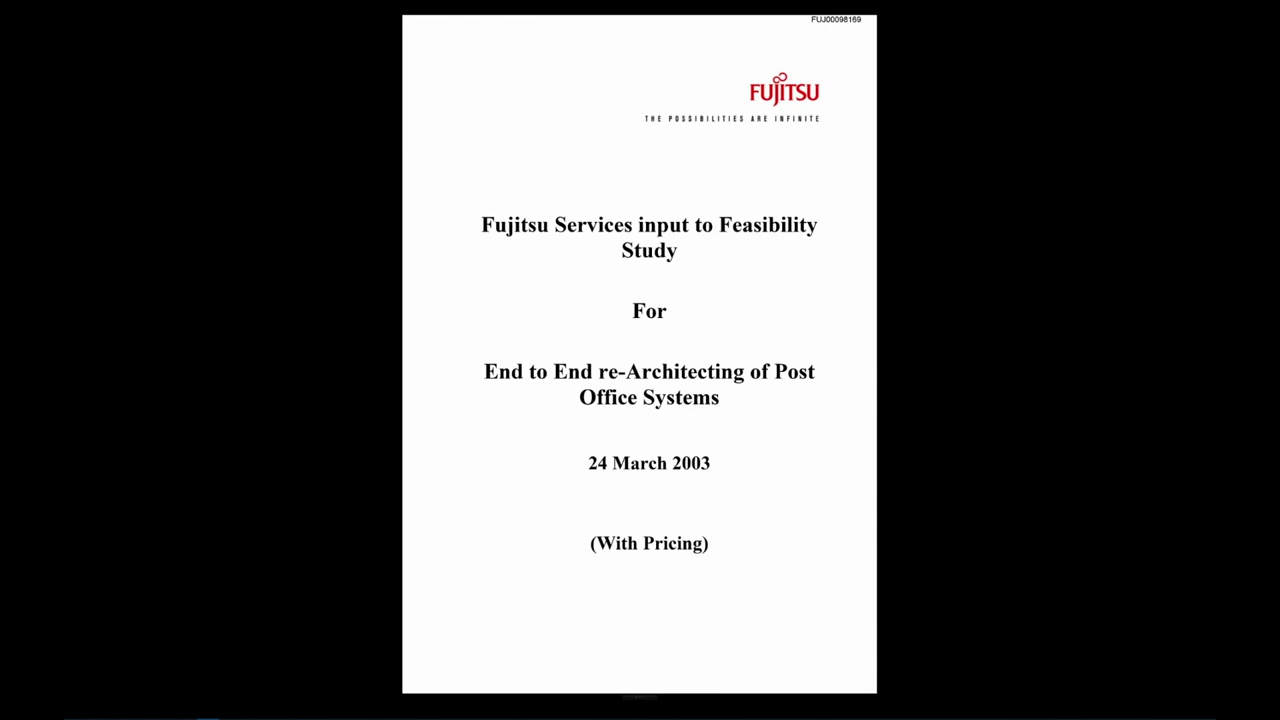 FUJ00098169
FUJITSU
THE POSSIBILITIES ARE INFINITE
Fujitsu Services input to Feasibility
Study
For
End to End re-Architecting of Post
Office Systems
24 March 2003
(With Pricing)